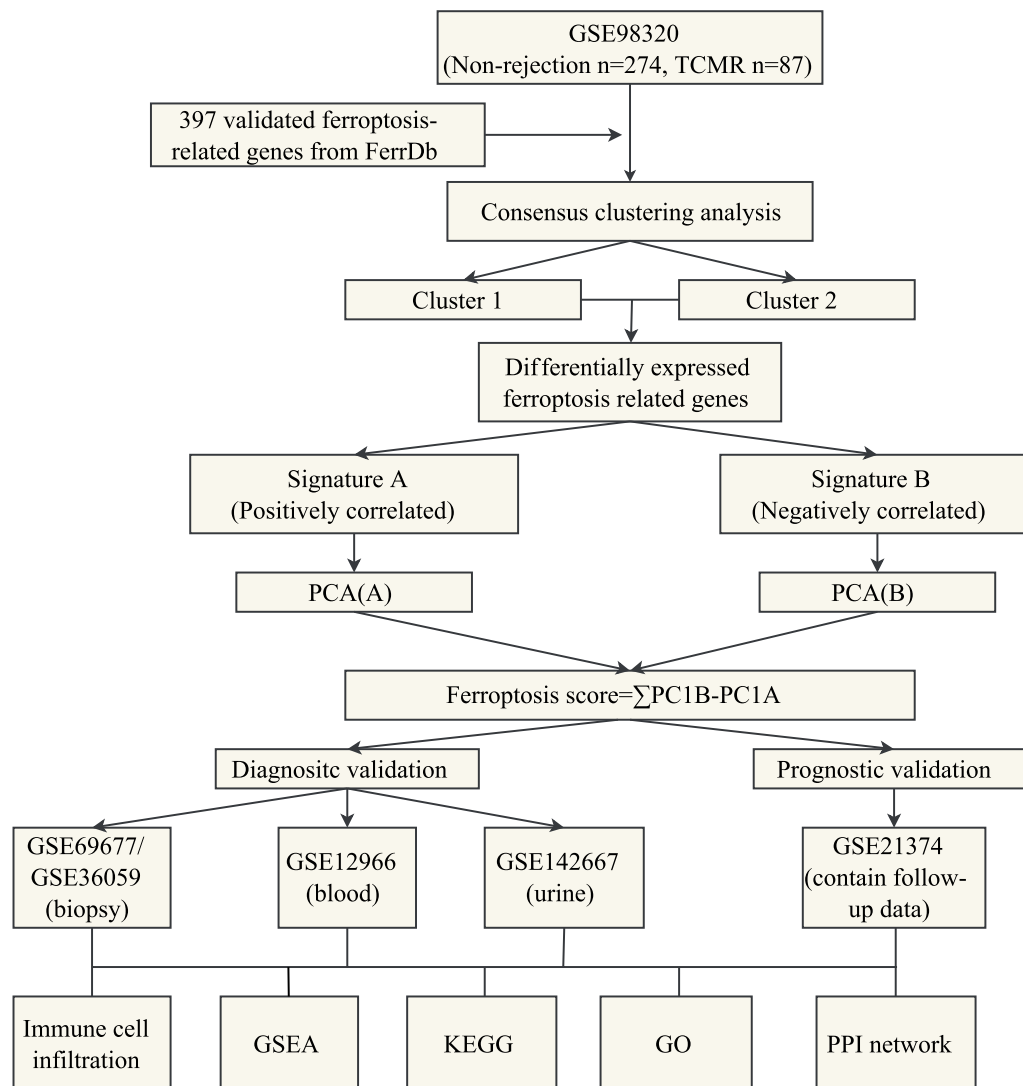 GSE98320
(Non-rejection n=274, TCMR n=87)
397 validated ferroptosis-
related genes from FerrDb
Consensus clustering analysis
Cluster 1
Cluster 2
Differentially expressed
ferroptosis related genes
Signature A
(Positively correlated)
Signature B
(Negatively correlated)
PCA(A)
PCA(B)
Ferroptosis score=∑PC1B-PC1A
Diagnositc validation
Prognostic validation
GSE69677/
GSE36059
(biopsy)
GSE12966
(blood)
GSE142667
(urine)
GSE21374
(contain follow-
up data)
Immune cell
infiltration
GSEA
KEGG
GO
PPI network